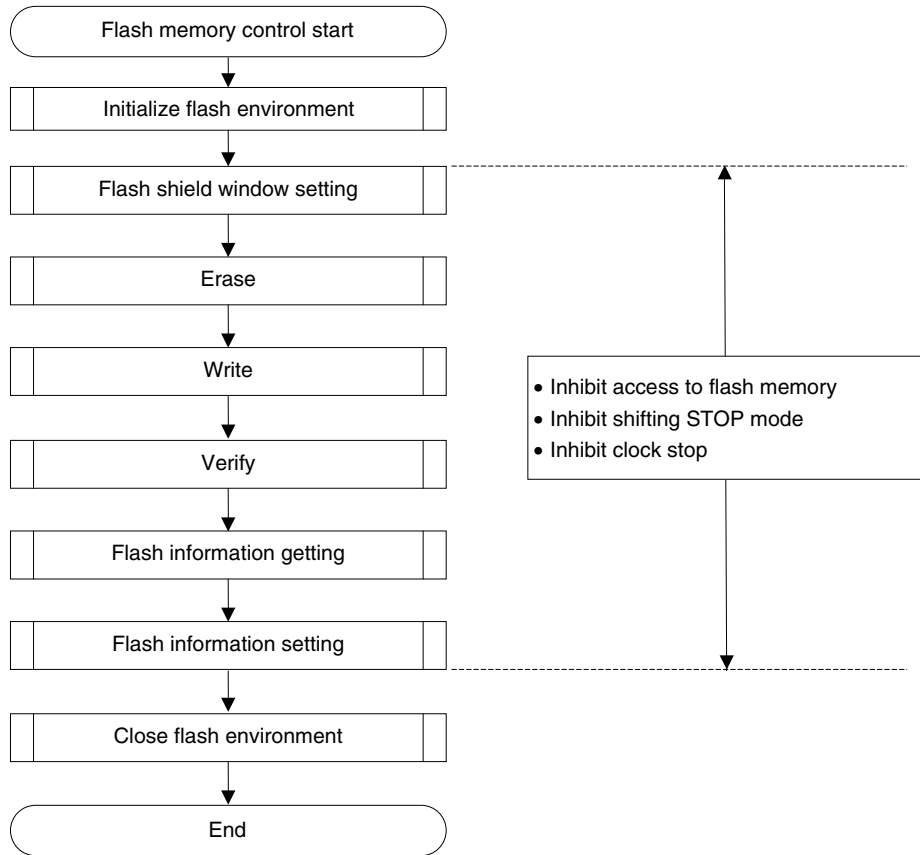 Flash memory control start
Initialize flash environment
Flash shield window setting
Erase
Write
• Inhibit access to flash memory
• Inhibit shifting STOP mode
• Inhibit clock stop
Verify
Flash information getting
Flash information setting
Close flash environment
End